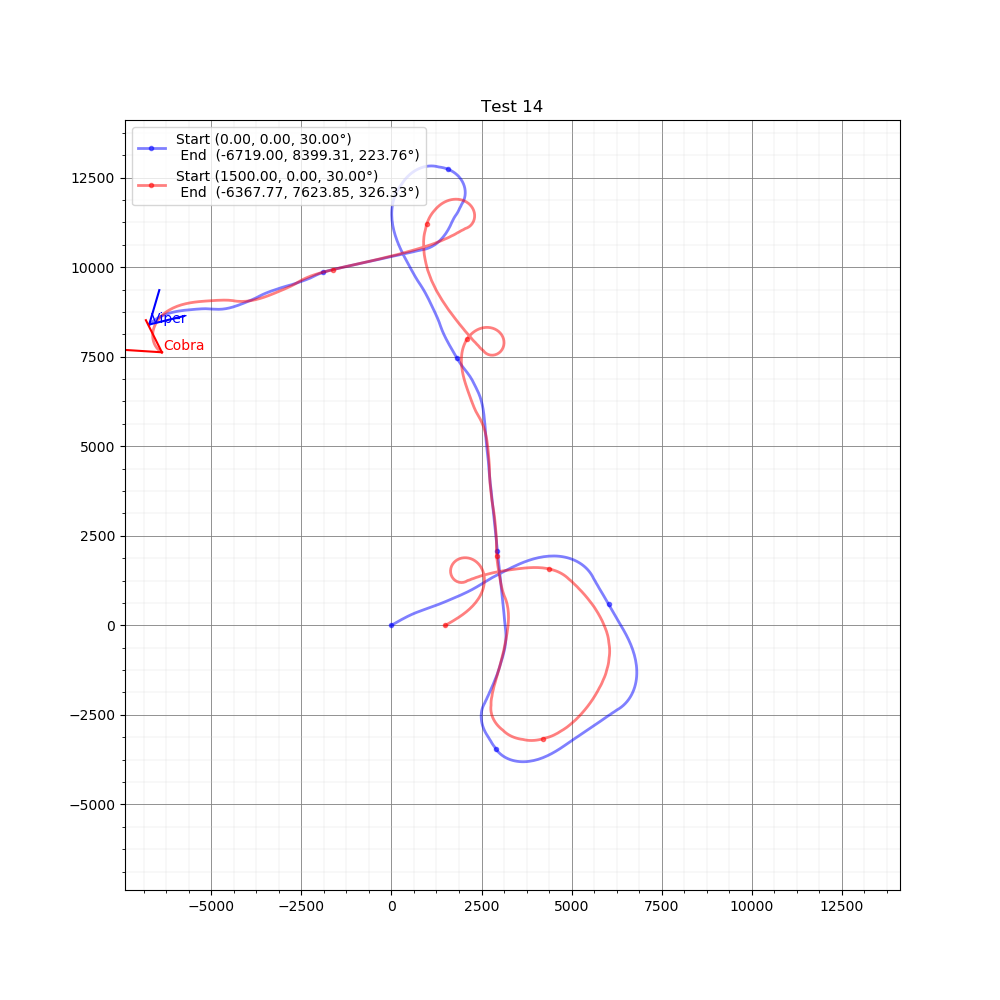 Test 14
Start (0.00, 0.00, 30.00°)
End (-6719.00, 8399.31, 223.76°)
Start (1500.00, 0.00, 30.00°)
End (-6367.77, 7623.85, 326.33°)
12500
10000
Viper
Cobra
7500
5000
2500
0
−2500
−5000
−5000 −2500 0 2500 5000 7500 10000 12500